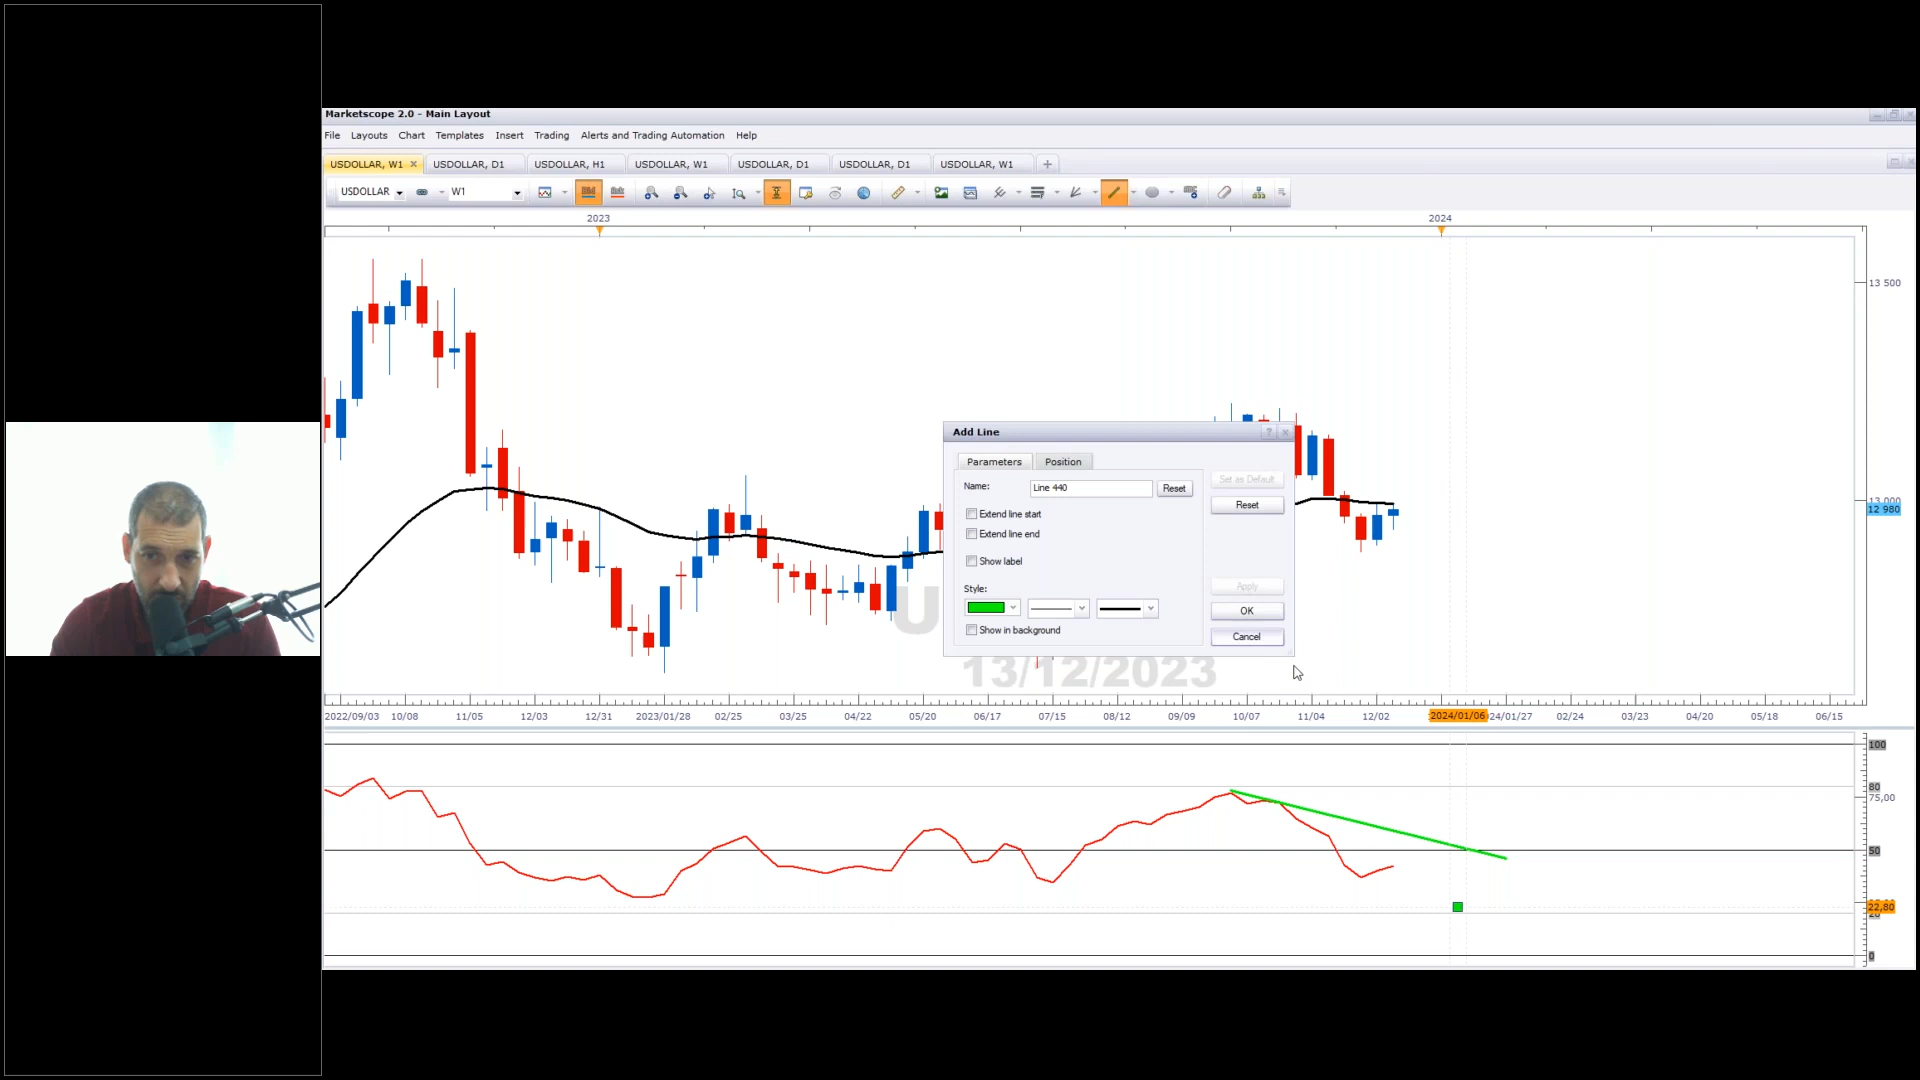 Marketscope 2.0 - Main Layout
File Layouts Chart Templates Insert Trading Alerts and Trading Automation Help
USDOLLAR, W1 USDOLLAR, D1 USDOLLAR, H1 USDOLLAR, W1 USDOLLAR, D1 USDOLLAR, D1 USDOLLAR, W1
USDOLLAR W1
2023 2024
13 500
13 000
12 980
Add Line
Parameters Position
Name: Line 440 Reset
Set as Default
Reset
Extend line start
Extend line end
Show label
Style:
Show in background
Apply
OK
Cancel
U
13/12/2023
2022/09/03 10/08 11/05 12/03 12/31 2023/01/28 02/25 03/25 04/22 05/20 06/17 07/15 08/12 09/09 10/07 11/04 12/02 2024/01/06 24/01/27 02/24 03/23 04/20 05/18 06/15
100
80
75,00
50
22,80
20
0